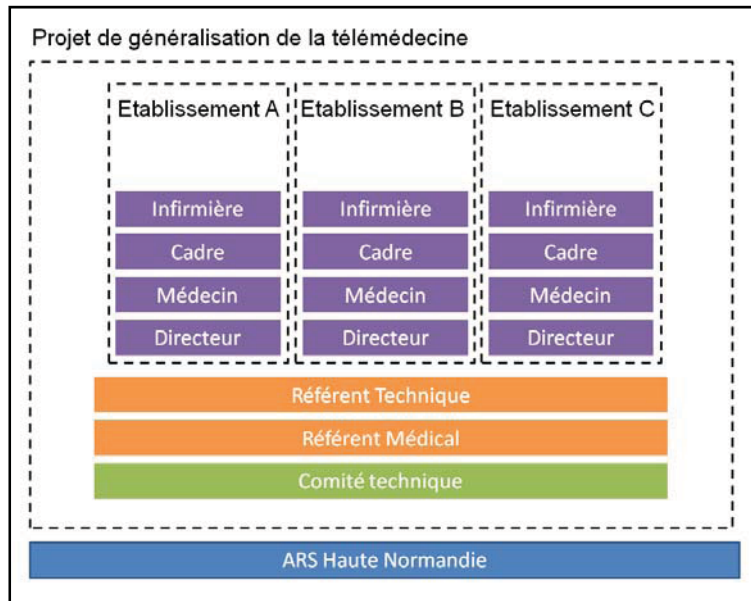 Projet de généralisation de la télémédecine
Etablissement A
Etablissement B
Etablissement C
Infirmière
Infirmière
Infirmière
Cadre
Cadre
Cadre
Médecin
Médecin
Médecin
Directeur
Directeur
Directeur
Référent Technique
Référent Médical
Comité technique
ARS Haute Normandie